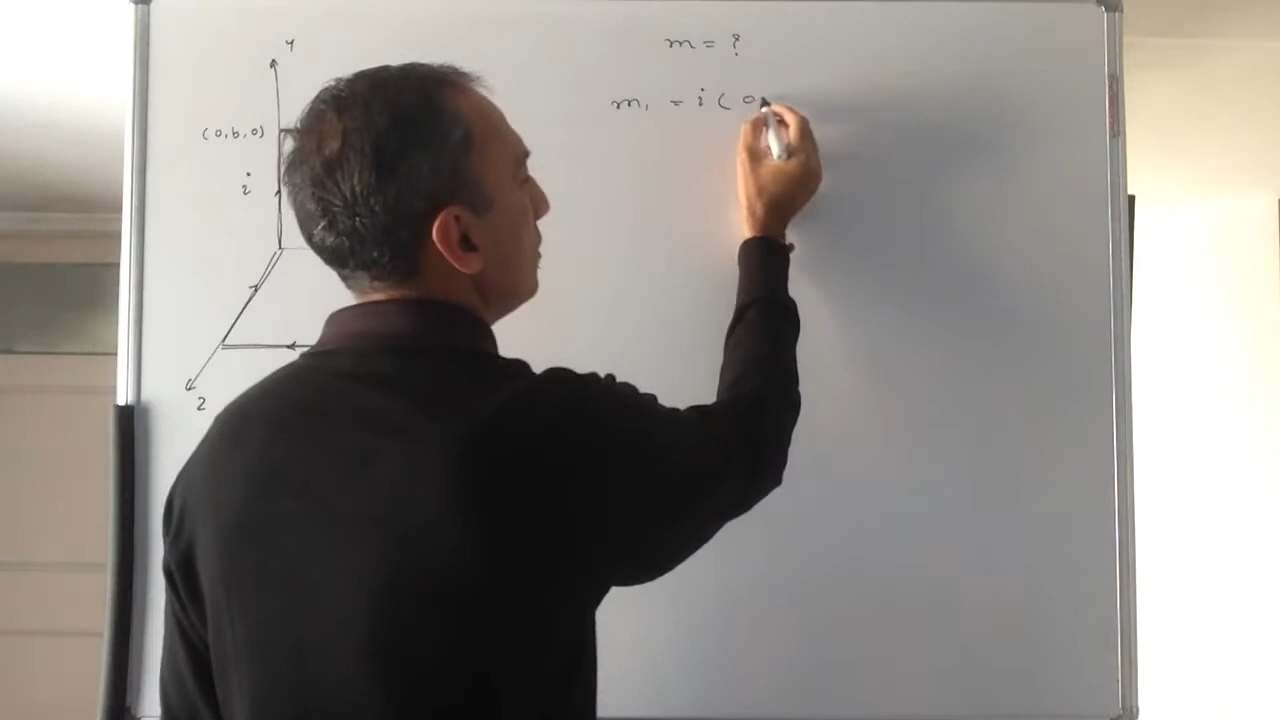 m = ?
m₁ = i ( 0
Y
(0,b,0)
i
Z